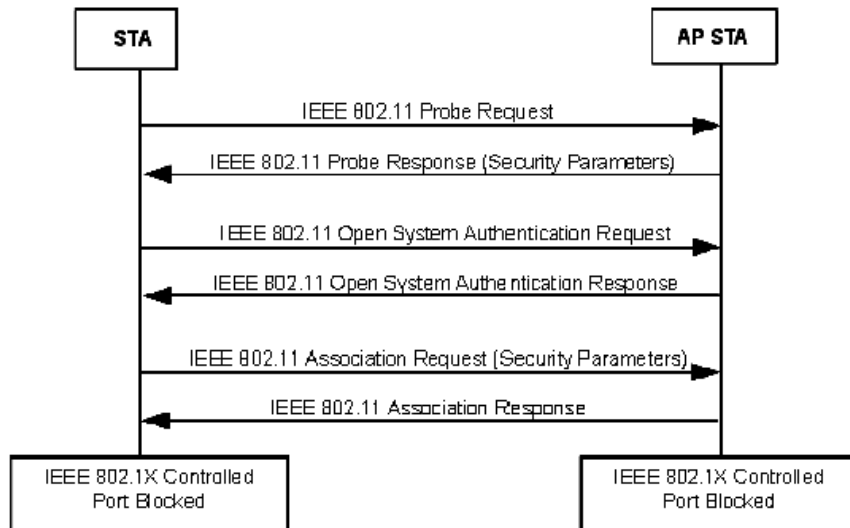 STA
AP STA
IEEE 802.11 Probe Request
IEEE 802.11 Probe Response (Security Parameters)
IEEE 802.11 Open System Authentication Request
IEEE 802.11 Open System Authentication Response
IEEE 802.11 Association Request (Security Parameters)
IEEE 802.11 Association Response
IEEE 802.1X Controlled
Port Blocked
IEEE 802.1X Controlled
Port Blocked